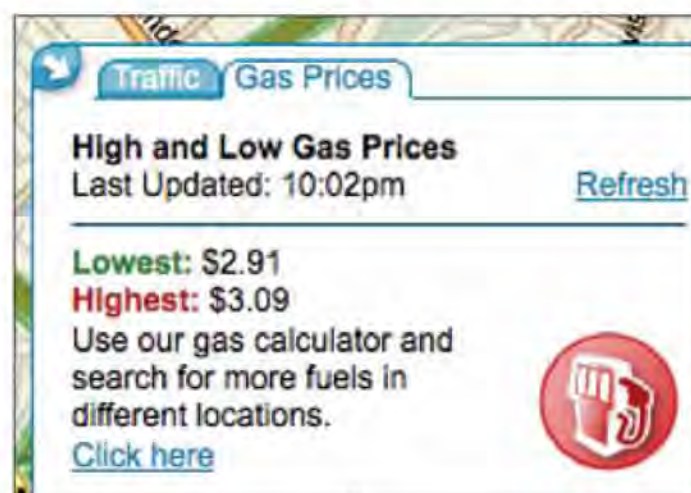 Traffic Gas Prices
High and Low Gas Prices
Last Updated: 10:02pm Refresh
Lowest: $2.91
Highest: $3.09
Use our gas calculator and
search for more fuels in
different locations.
Click here